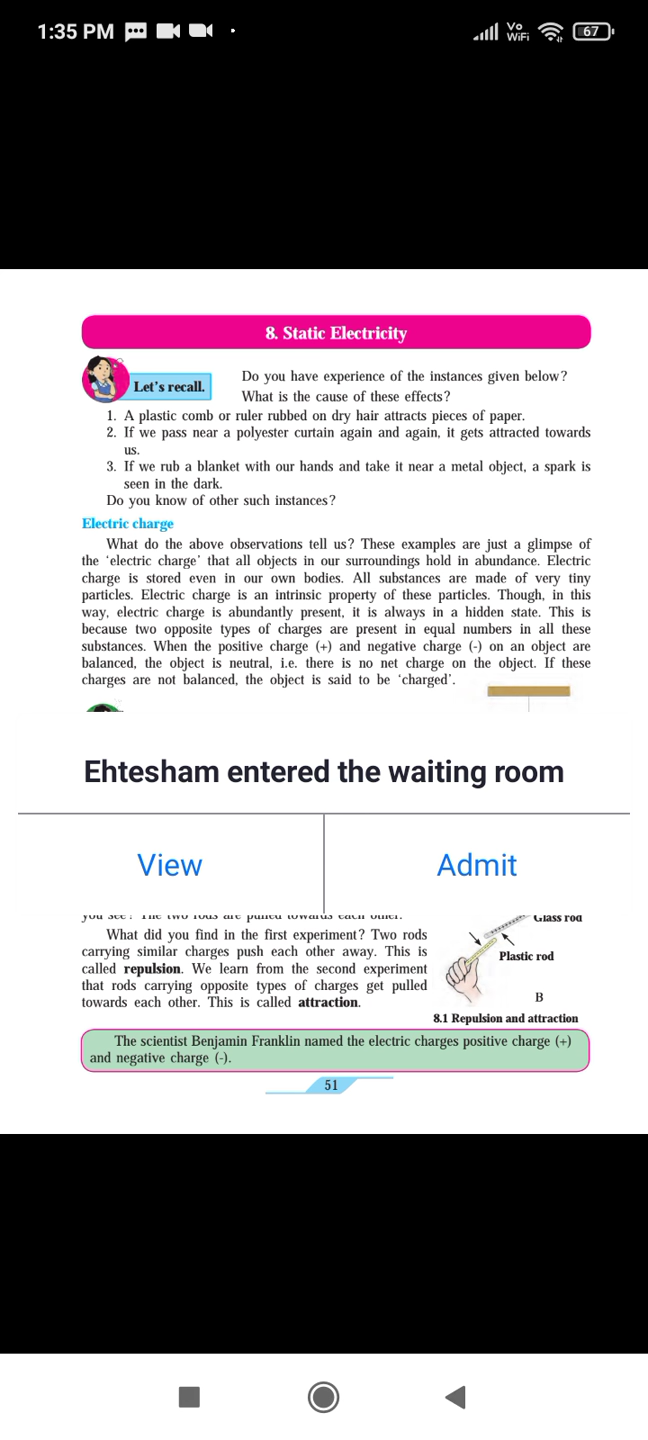 1:35 PM
Vo
WiFi
67
8. Static Electricity
Let's recall.
Do you have experience of the instances given below?
What is the cause of these effects?
1. A plastic comb or ruler rubbed on dry hair attracts pieces of paper.
2. If we pass near a polyester curtain again and again, it gets attracted towards
us.
3. If we rub a blanket with our hands and take it near a metal object, a spark is
seen in the dark.
Do you know of other such instances?
Electric charge
What do the above observations tell us? These examples are just a glimpse of
the 'electric charge' that all objects in our surroundings hold in abundance. Electric
charge is stored even in our own bodies. All substances are made of very tiny
particles. Electric charge is an intrinsic property of these particles. Though, in this
way, electric charge is abundantly present, it is always in a hidden state. This is
because two opposite types of charges are present in equal numbers in all these
substances. When the positive charge (+) and negative charge (-) on an object are
balanced, the object is neutral, i.e. there is no net charge on the object. If these
charges are not balanced, the object is said to be 'charged'.
Ehtesham entered the waiting room
View
Admit
you see? The two rods are pulled towards each other.
What did you find in the first experiment? Two rods
carrying similar charges push each other away. This is
called repulsion. We learn from the second experiment
that rods carrying opposite types of charges get pulled
towards each other. This is called attraction.
Glass rod
Plastic rod
B
8.1 Repulsion and attraction
The scientist Benjamin Franklin named the electric charges positive charge (+)
and negative charge (-).
51